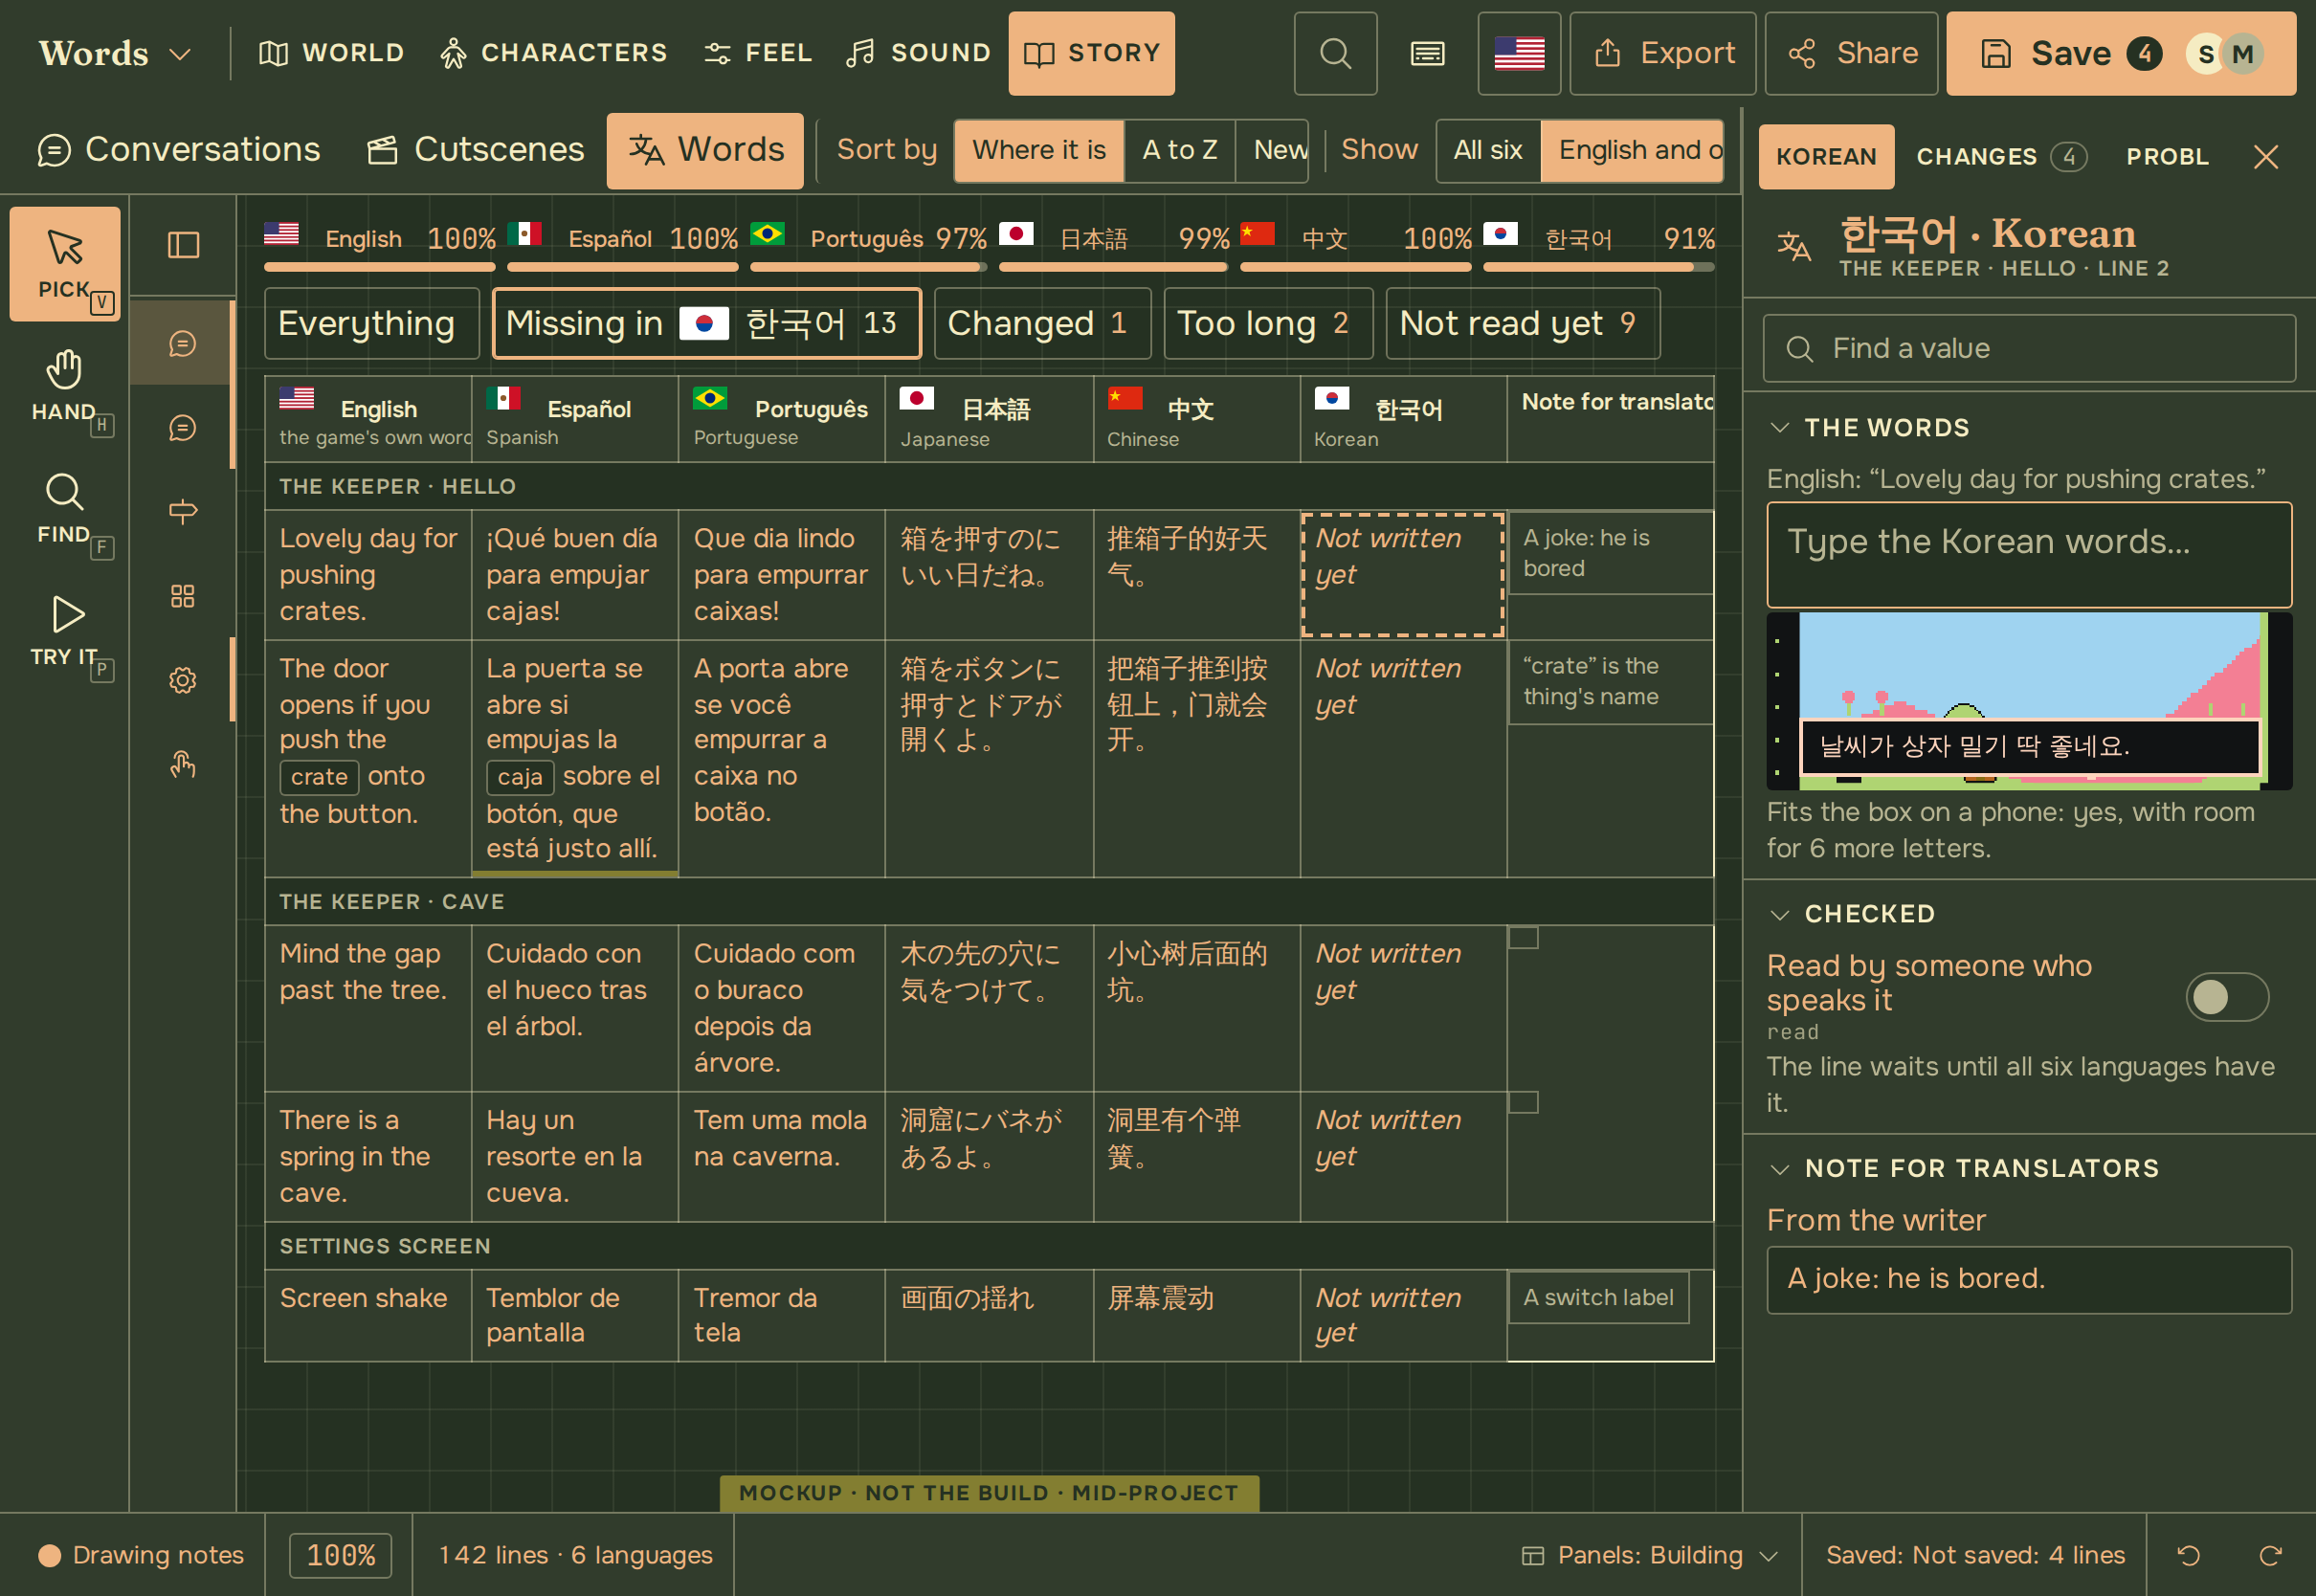 Words
WORLD
CHARACTERS
FEEL
SOUND
STORY
Export
Share
Save 4 S M
Conversations
Cutscenes
Words
Sort by
Where it is
A to Z
New
Show
All six
English and o
KOREAN
CHANGES 4
PROBL
PICK V
HAND H
FIND F
TRY IT P
English 100%
Español 100%
Português 97%
日本語 99%
中文 100%
한국어 91%
Everything
Missing in 한국어 13
Changed 1
Too long 2
Not read yet 9
English
the game's own word
Español
Spanish
Português
Portuguese
日本語
Japanese
中文
Chinese
한국어
Korean
Note for translato
THE KEEPER · HELLO
Lovely day for
pushing
crates.
¡Qué buen día
para empujar
cajas!
Que dia lindo
para empurrar
caixas!
箱を押すのに
いい日だね。
推箱子的好天
气。
Not written
yet
A joke: he is
bored
The door
opens if you
push the
crate onto
the button.
La puerta se
abre si
empujas la
caja sobre el
botón, que
está justo allí.
A porta abre
se você
empurrar a
caixa no
botão.
箱をボタンに
押すとドアが
開くよ。
把箱子推到按
钮上，门就会
开。
Not written
yet
“crate” is the
thing's name
THE KEEPER · CAVE
Mind the gap
past the tree.
Cuidado con
el hueco tras
el árbol.
Cuidado com
o buraco
depois da
árvore.
木の先の穴に
気をつけて。
小心树后面的
坑。
Not written
yet
There is a
spring in the
cave.
Hay un
resorte en la
cueva.
Tem uma mola
na caverna.
洞窟にバネが
あるよ。
洞里有个弹
簧。
Not written
yet
SETTINGS SCREEN
Screen shake
Temblor de
pantalla
Tremor da
tela
画面の揺れ
屏幕震动
Not written
yet
A switch label
한국어 · Korean
THE KEEPER · HELLO · LINE 2
Find a value
THE WORDS
English: “Lovely day for pushing crates.”
Type the Korean words…
날씨가 상자 밀기 딱 좋네요.
Fits the box on a phone: yes, with room
for 6 more letters.
CHECKED
Read by someone who
speaks it
read
The line waits until all six languages have
it.
NOTE FOR TRANSLATORS
From the writer
A joke: he is bored.
MOCKUP · NOT THE BUILD · MID-PROJECT
Drawing notes
100%
142 lines · 6 languages
Panels: Building
Saved: Not saved: 4 lines